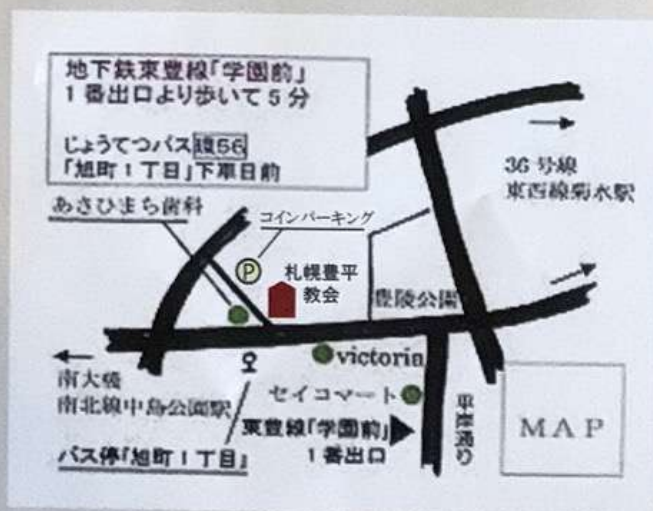 地下鉄東豊線「学園前」
1番出口より歩いて5分
じょうてつバス環56
「旭町1丁目」下車目前
あさひまち歯科
コインパーキング
P
札幌豊平
教会
36号線
東西線菊水駅
豊陵公園
victoria
南大橋
南北線中島公園駅
セイコマート
バス停「旭町1丁目」
東豊線「学園前」
1番出口
平岸通り
MAP